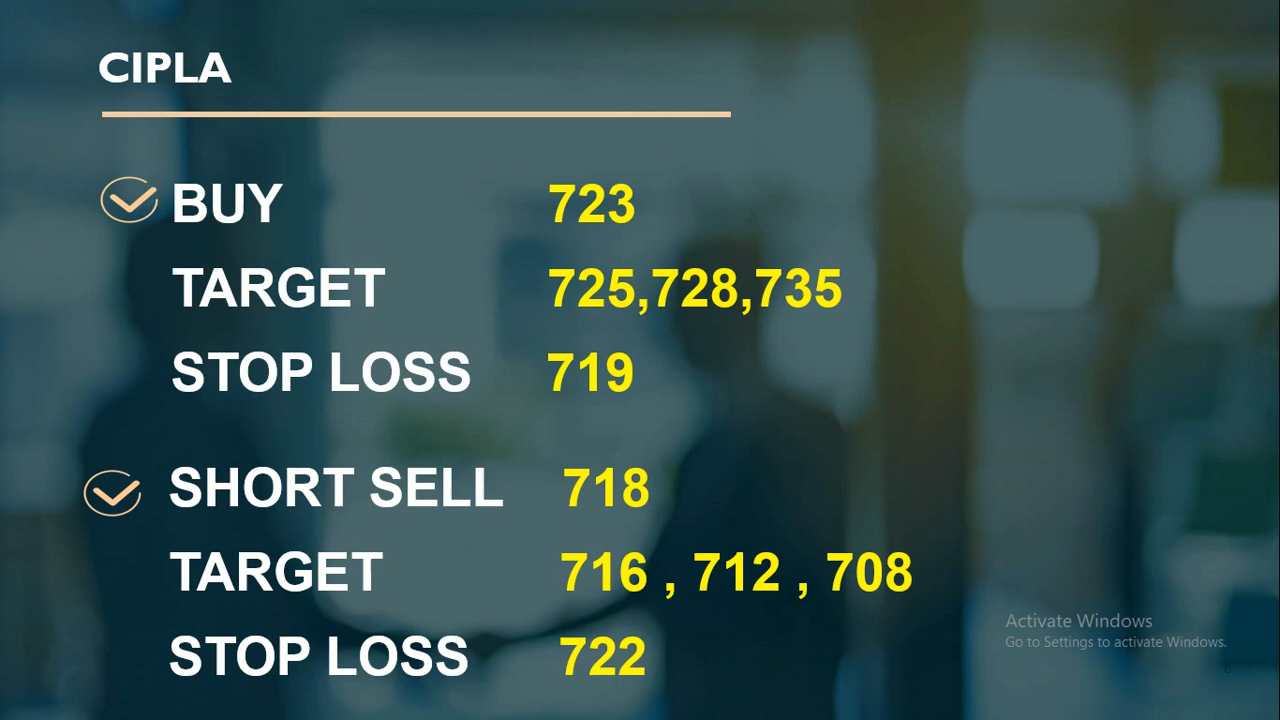 CIPLA
BUY 723
TARGET 725,728,735
STOP LOSS 719
SHORT SELL 718
TARGET 716 , 712 , 708
STOP LOSS 722
Activate Windows
Go to Settings to activate Windows.